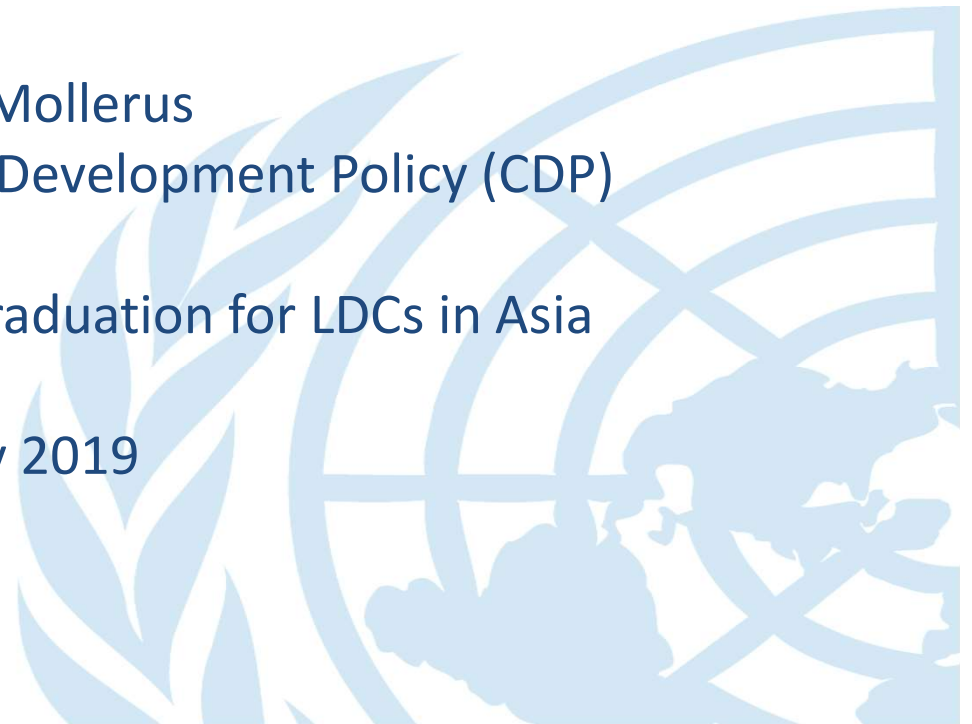 Mollerus
Development Policy (CDP)
raduation for LDCs in Asia
2019